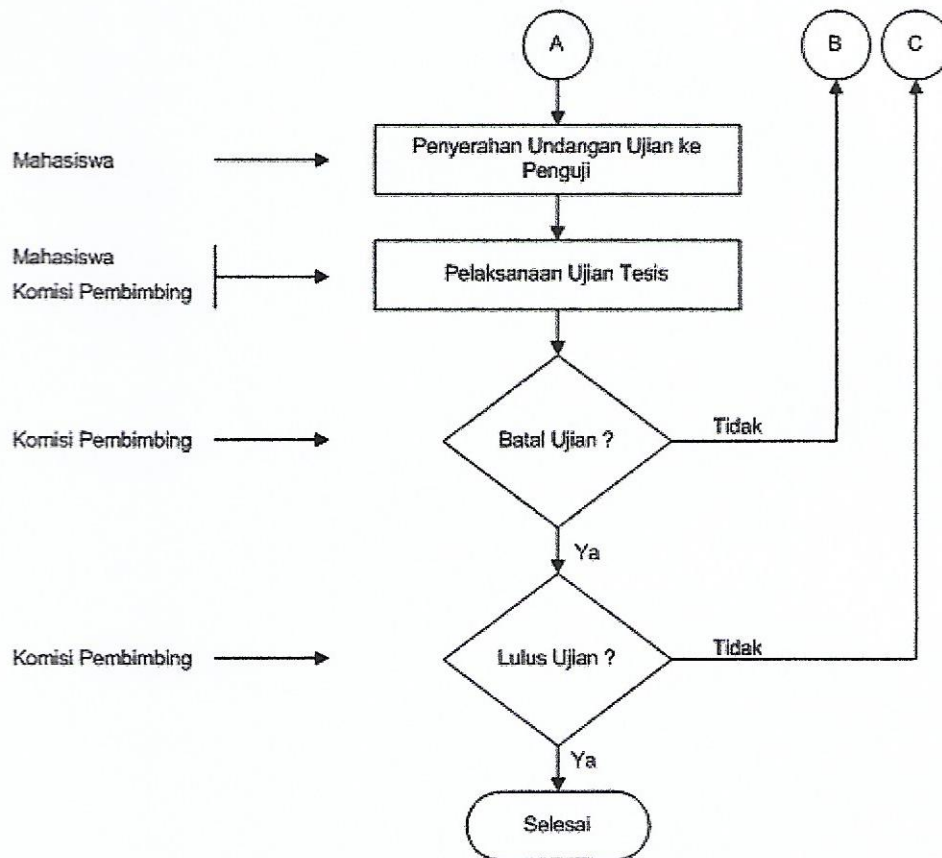 A
B
C
Mahasiswa
Penyerahan Undangan Ujian ke
Penguji
Mahasiswa
Komisi Pembimbing
Pelaksanaan Ujian Tesis
Komisi Pembimbing
Batal Ujian ?
Tidak
Ya
Komisi Pembimbing
Lulus Ujian ?
Tidak
Ya
Selesai